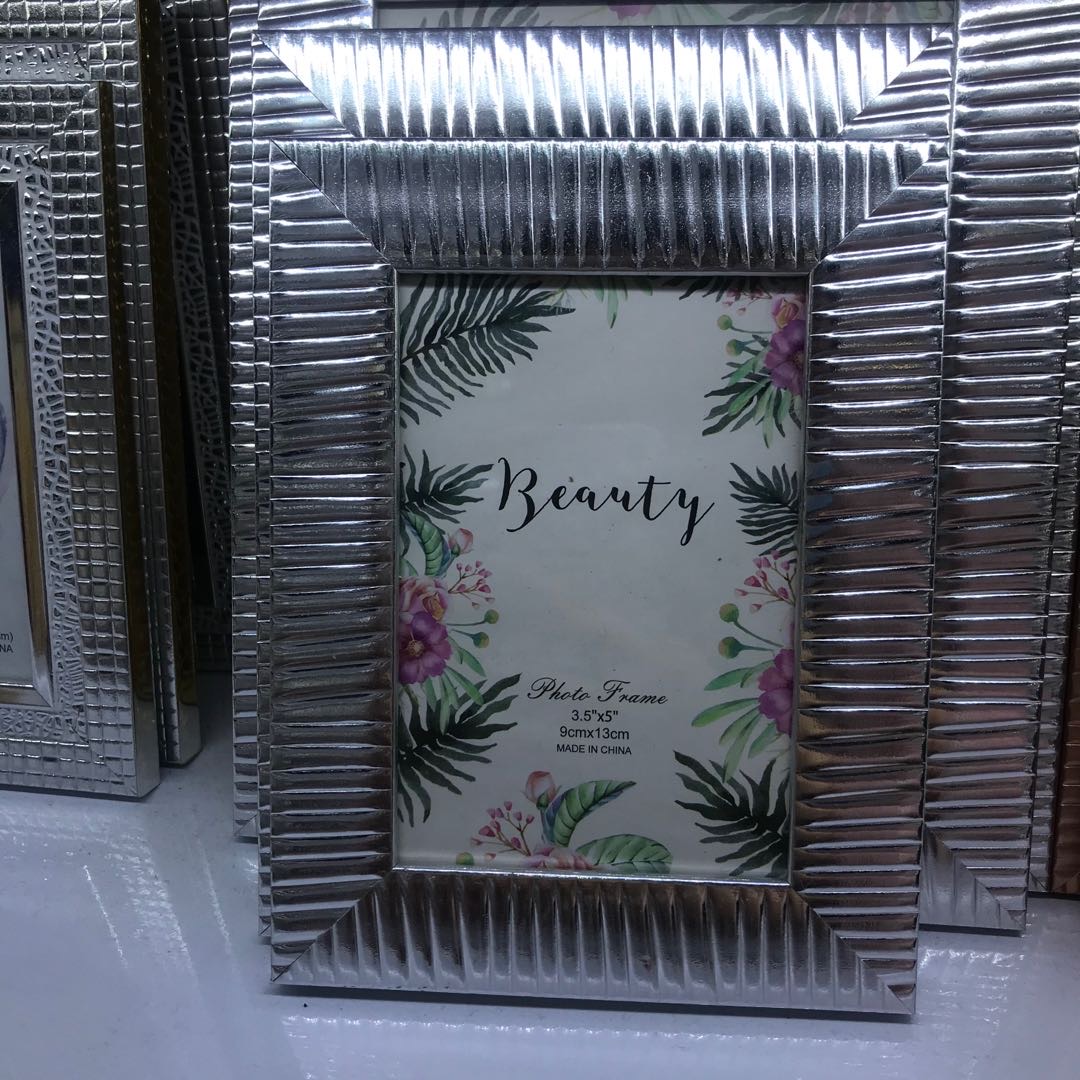 Beauty
Photo Frame
3.5"x5"
9cmx13cm
MADE IN CHINA